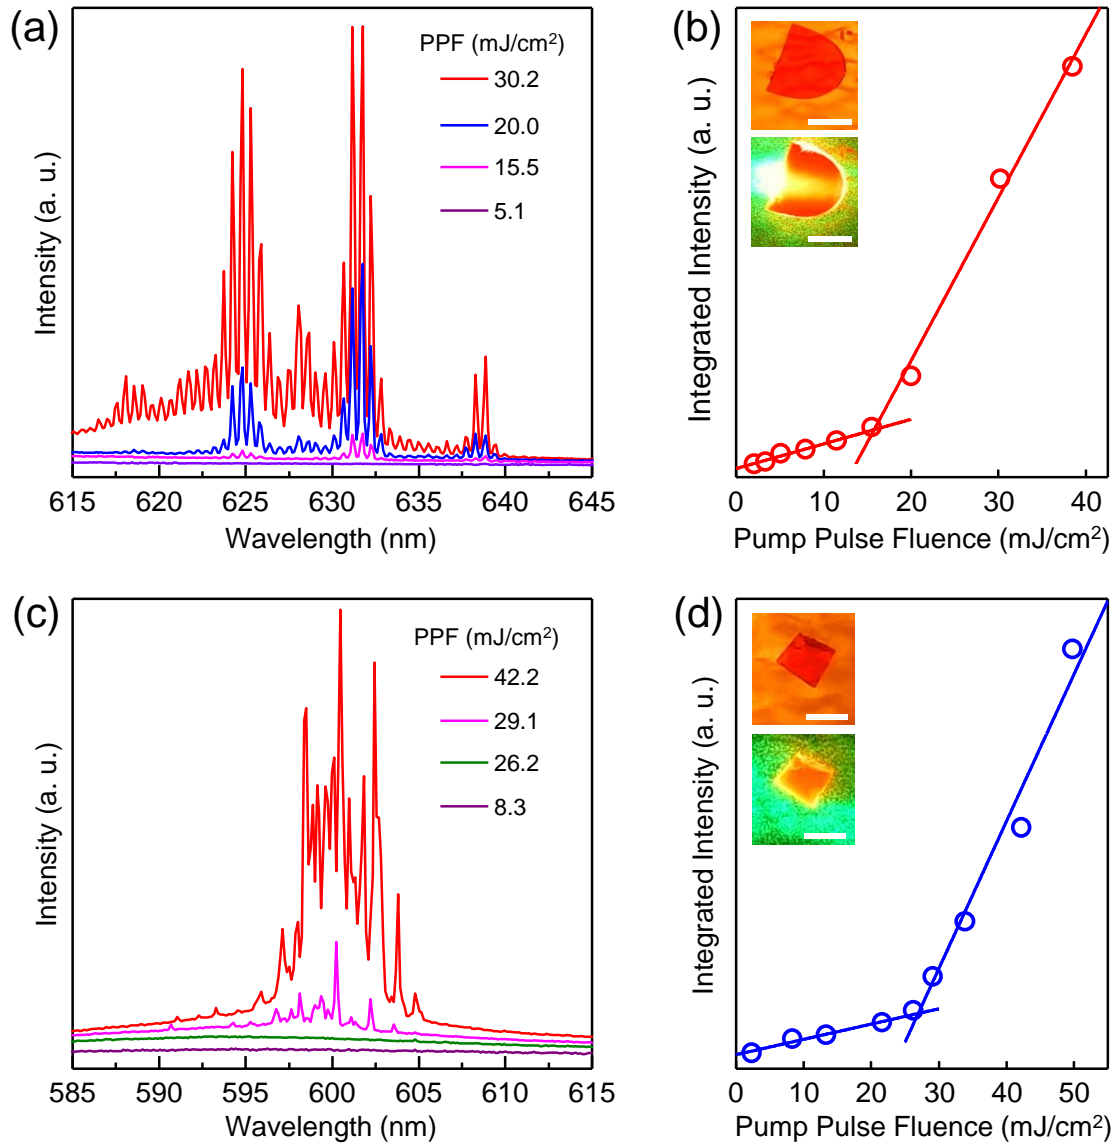 (a)
PPF (mJ/cm²)
30.2
20.0
15.5
5.1
Intensity (a. u.)
615 620 625 630 635 640 645
Wavelength (nm)
(b)
Integrated Intensity (a. u.)
0 10 20 30 40
Pump Pulse Fluence (mJ/cm²)
(c)
PPF (mJ/cm²)
42.2
29.1
26.2
8.3
Intensity (a. u.)
585 590 595 600 605 610 615
Wavelength (nm)
(d)
Integrated Intensity (a. u.)
0 10 20 30 40 50
Pump Pulse Fluence (mJ/cm²)